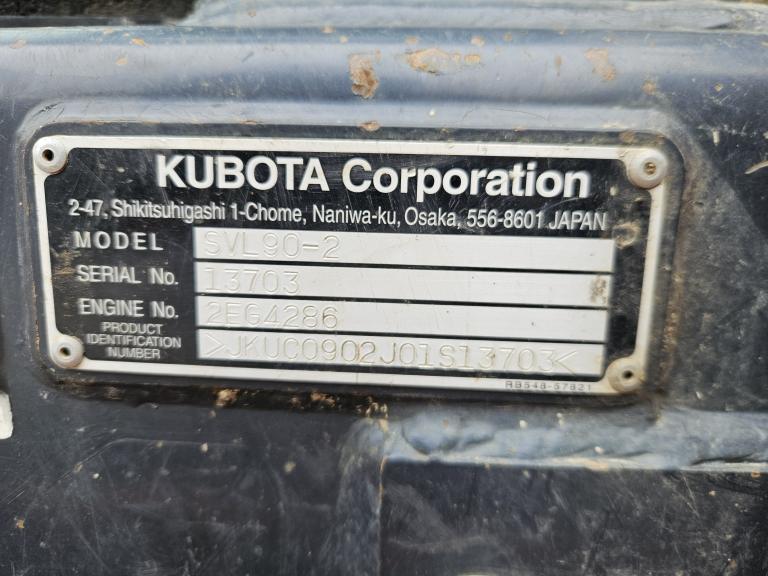 KUBOTA Corporation
2-47, Shikitsuhigashi 1-Chome, Naniwa-ku, Osaka, 556-8601 JAPAN
MODEL SVL90-2
SERIAL No. 13703
ENGINE No. 2EG4286
PRODUCT IDENTIFICATION NUMBER >JKUC0902J01S13703<
RB548-57821